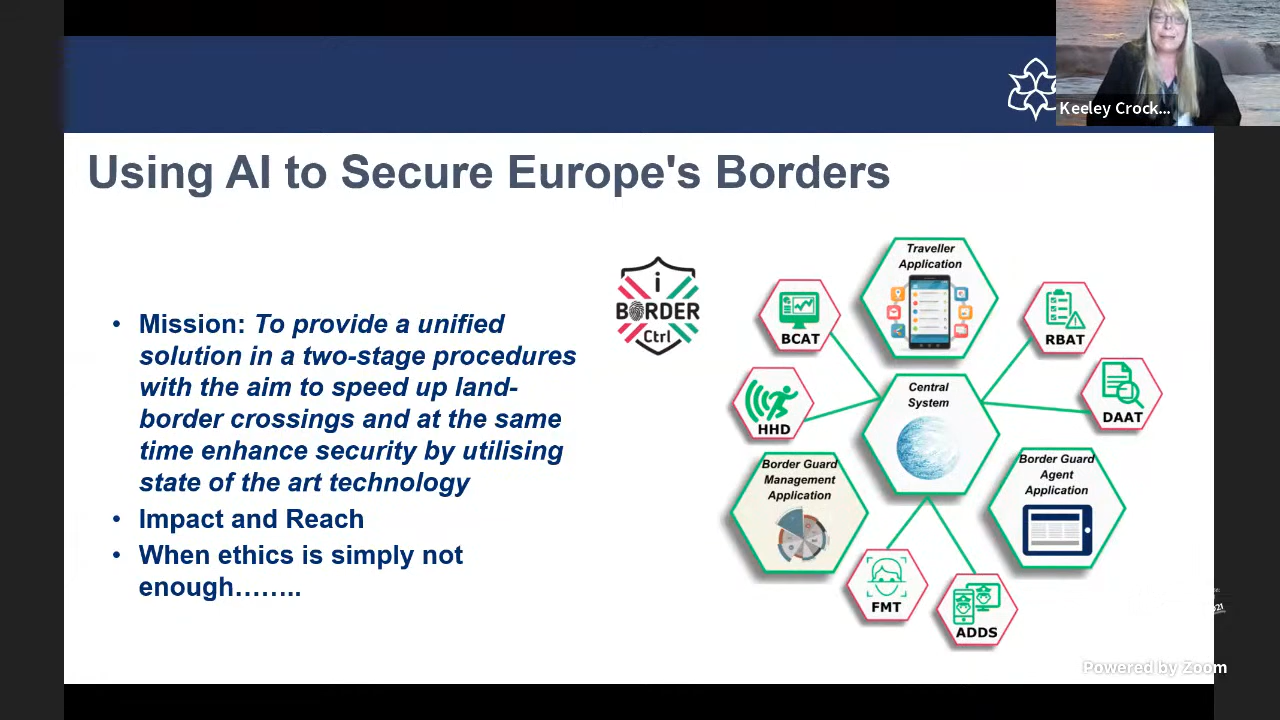 Keeley Crock...
Using AI to Secure Europe's Borders
• Mission: To provide a unified
solution in a two-stage procedures
with the aim to speed up land-
border crossings and at the same
time enhance security by utilising
state of the art technology
• Impact and Reach
• When ethics is simply not
enough……..
i
BORDER
Ctrl
Traveller
Application
BCAT
RBAT
HHD
Central
System
DAAT
Border Guard
Management
Application
Border Guard
Agent
Application
FMT
ADDS
Powered by Zoom